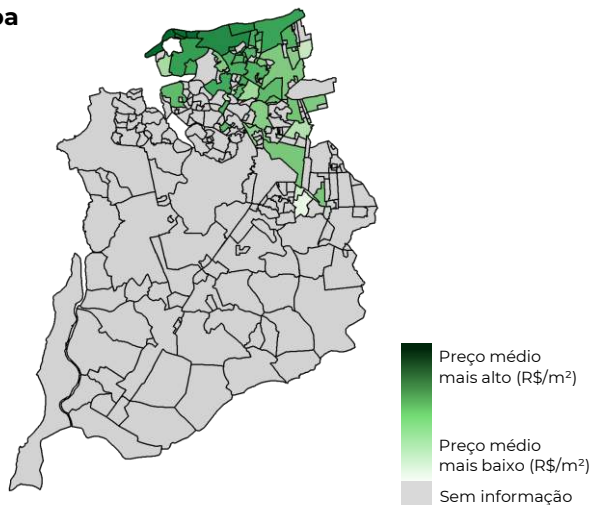 pa
Preço médio
mais alto (R$/m²)
Preço médio
mais baixo (R$/m²)
Sem informação